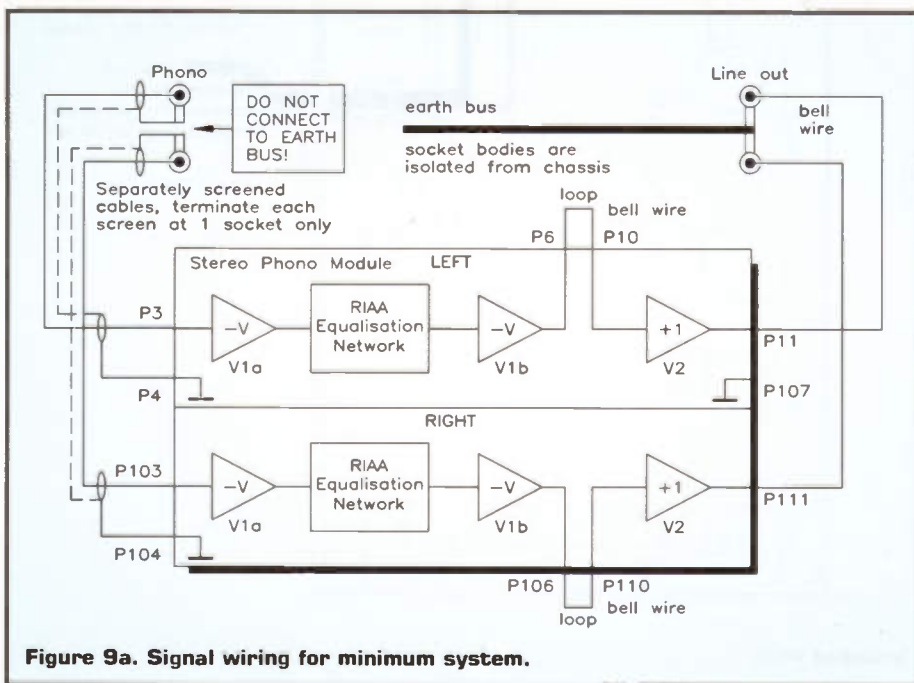 Phono
DO NOT
CONNECT
TO EARTH
BUS!
Line out
earth bus
bell
wire
socket bodies are
isolated from chassis
Separately screened
cables, terminate each
screen at 1 socket only
loop
bell wire
P6
P10
Stereo Phono Module
LEFT
P3
-V
RIAA
Equalisation
Network
-V
+1
P11
V1a
V1b
V2
P4
P107
RIGHT
P103
-V
RIAA
Equalisation
Network
-V
+1
P111
V1a
V1b
V2
P104
P106
P110
loop
bell wire
Figure 9a. Signal wiring for minimum system.